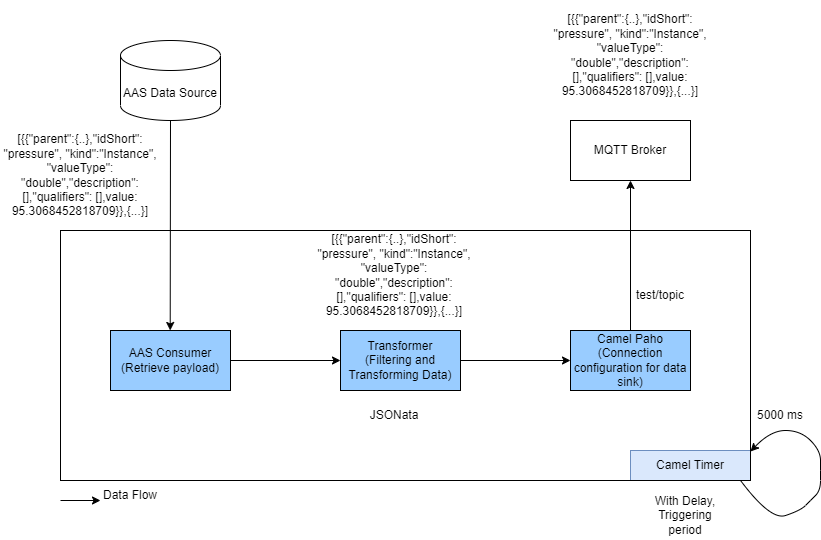 [{{"parent":{..},"idShort":
"pressure", "kind":"Instance",
"valueType":
"double","description":
[],"qualifiers": [],value:
95.3068452818709}},{...}]
AAS Data Source
MQTT Broker
[{{"parent":{..},"idShort":
"pressure", "kind":"Instance",
"valueType":
"double","description":
[],"qualifiers": [],value:
95.3068452818709}},{...}]
[{{"parent":{..},"idShort":
"pressure", "kind":"Instance",
"valueType":
"double","description":
[],"qualifiers": [],value:
95.3068452818709}},{...}]
test/topic
AAS Consumer
(Retrieve payload)
Transformer
(Filtering and
Transforming Data)
Camel Paho
(Connection
configuration for data
sink)
JSONata
5000 ms
Camel Timer
Data Flow
With Delay,
Triggering
period